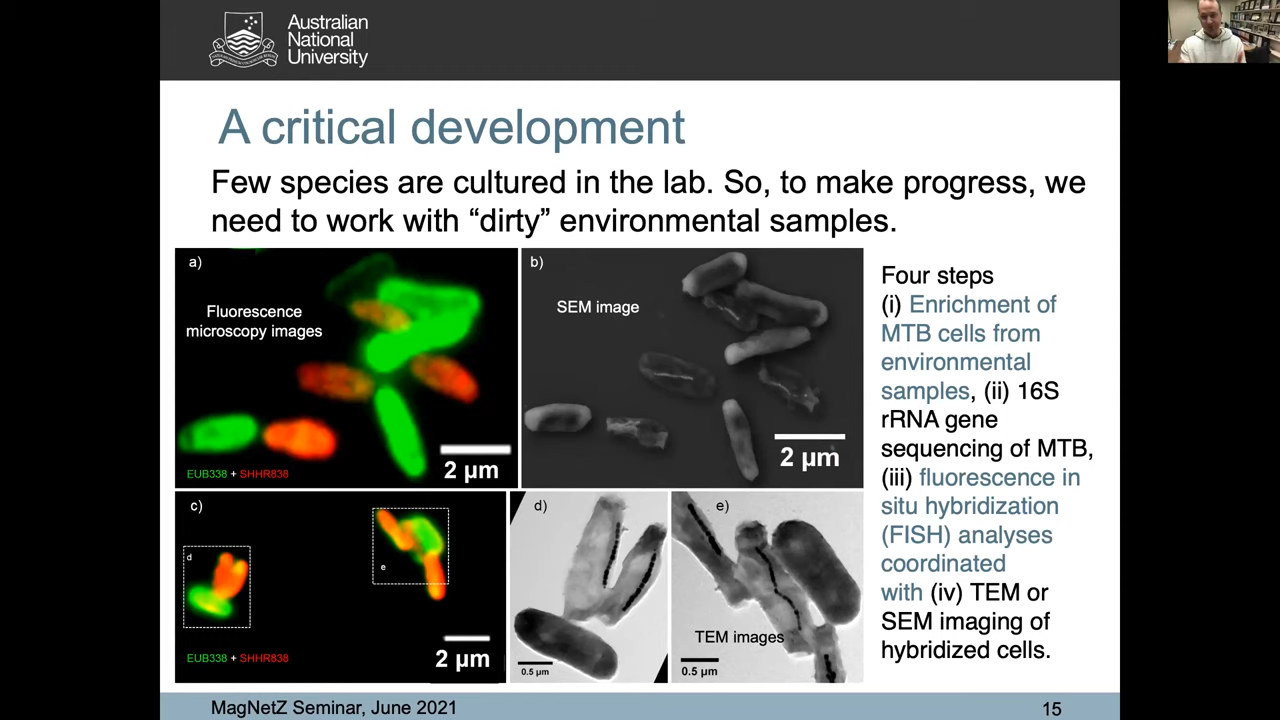 Australian
National
University
A critical development
Few species are cultured in the lab. So, to make progress, we
need to work with “dirty” environmental samples.
a)
Fluorescence
microscopy images
EUB338 + SHHR838
2 μm
b)
SEM image
2 μm
c)
d
e
EUB338 + SHHR838
2 μm
d)
0.5 μm
e)
TEM images
0.5 μm
Four steps
(i) Enrichment of
MTB cells from
environmental
samples, (ii) 16S
rRNA gene
sequencing of MTB,
(iii) fluorescence in
situ hybridization
(FISH) analyses
coordinated
with (iv) TEM or
SEM imaging of
hybridized cells.
MagNetZ Seminar, June 2021
15